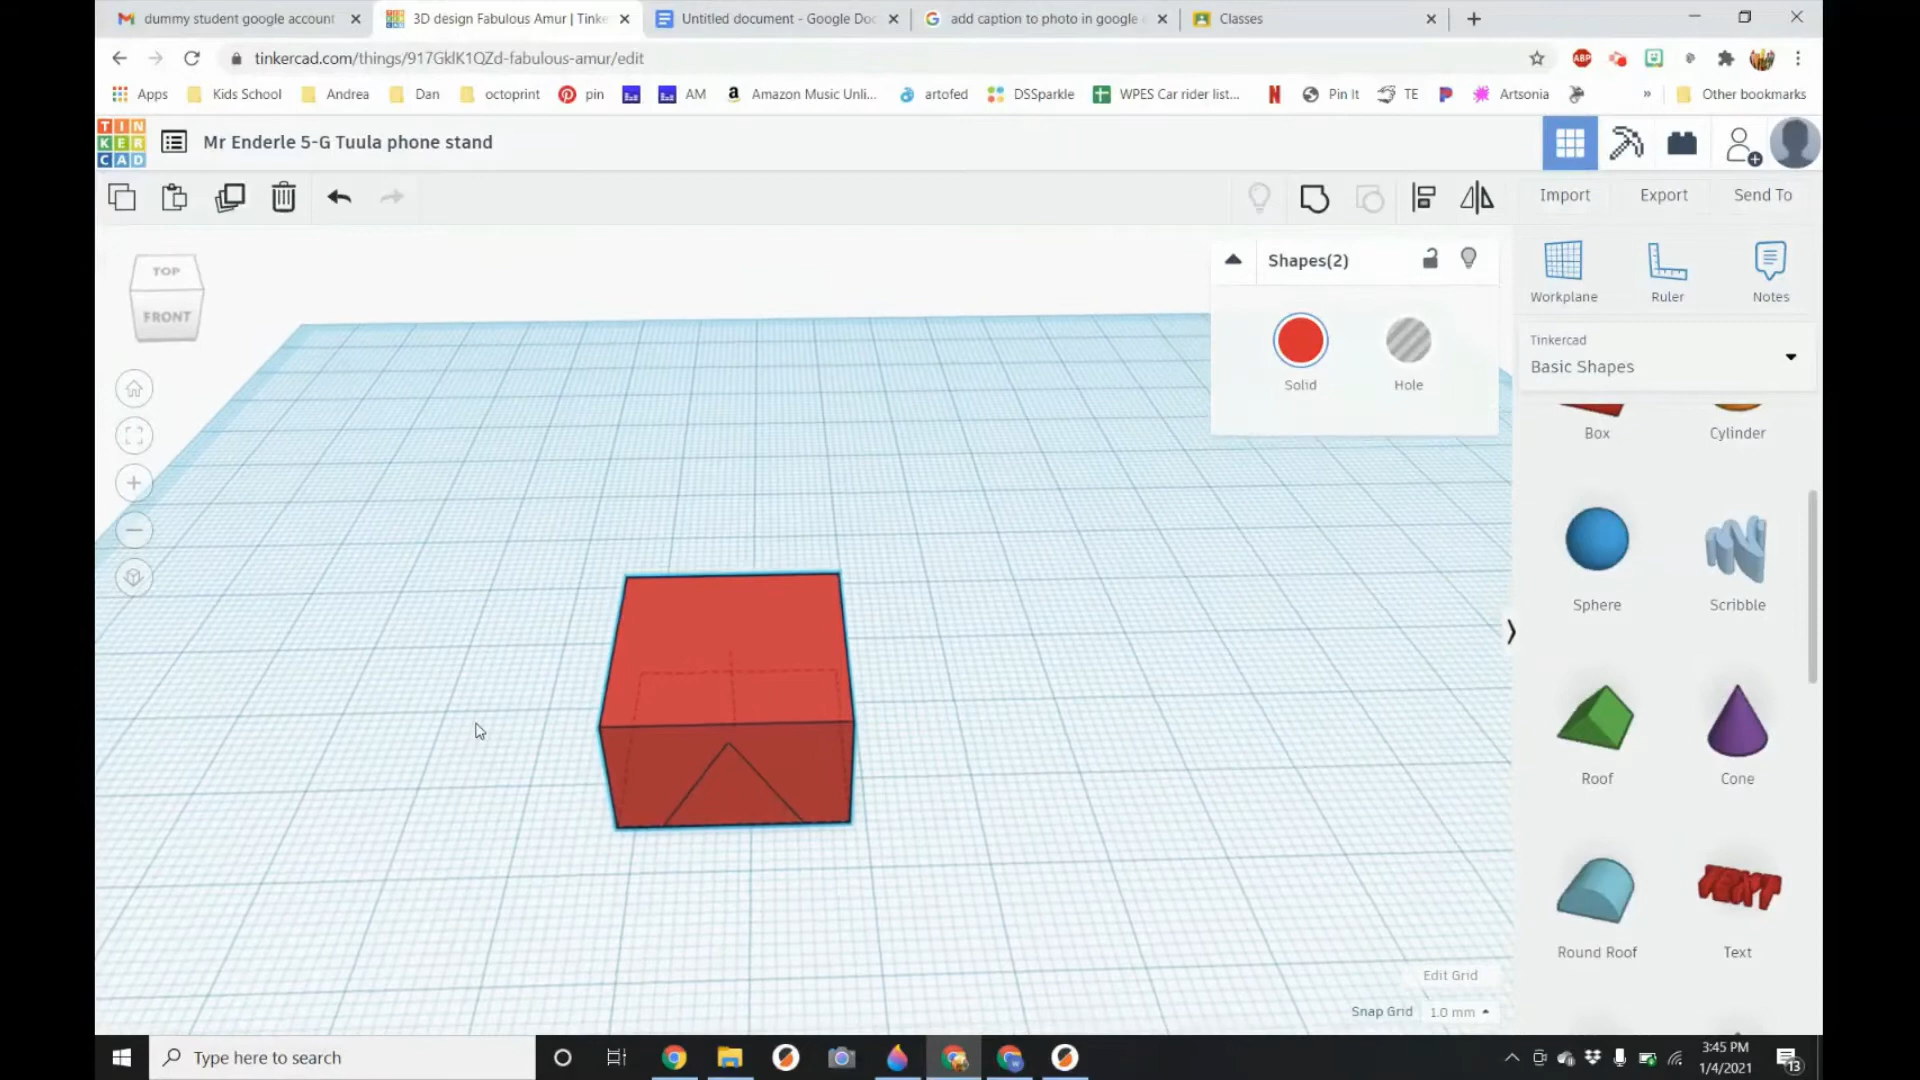 dummy student google account
3D design Fabulous Amur | Tinke
Untitled document - Google Doc
add caption to photo in google
Classes
tinkercad.com/things/917GklK1QZd-fabulous-amur/edit
ABP
Apps
Kids School
Andrea
Dan
octoprint
pin
AM
Amazon Music Unli...
artofed
DSSparkle
WPES Car rider list...
Pin It
TE
Artsonia
»
Other bookmarks
TIN
KER
CAD
Mr Enderle 5-G Tuula phone stand
Import
Export
Send To
TOP
FRONT
Shapes(2)
Solid
Hole
Workplane
Ruler
Notes
Tinkercad
Basic Shapes
Box
Cylinder
Sphere
Scribble
Roof
Cone
Round Roof
TEXT
Text
Edit Grid
Snap Grid
1.0 mm
Type here to search
3:45 PM
1/4/2021
13